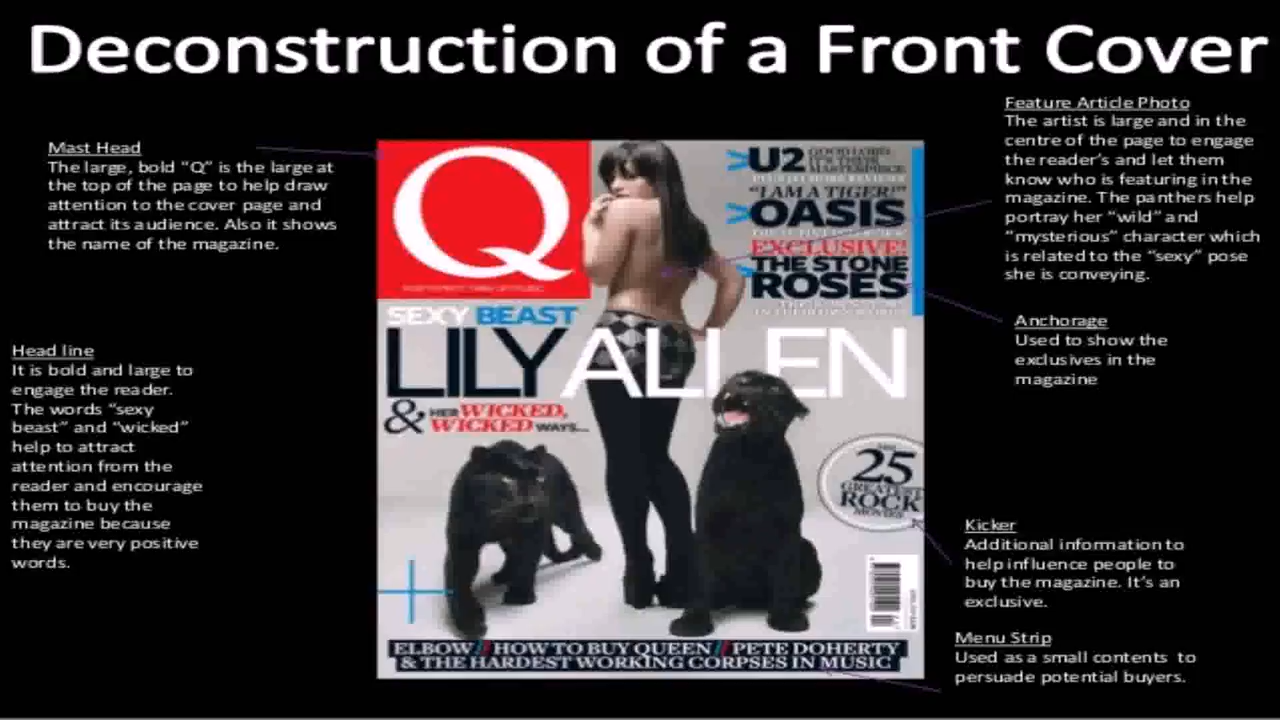 Deconstruction of a Front Cover
Mast Head
The large, bold “Q” is the large at
the top of the page to help draw
attention to the cover page and
attract its audience. Also it shows
the name of the magazine.
Head line
It is bold and large to
engage the reader.
The words “sexy
beast” and “wicked”
help to attract
attention from the
reader and encourage
them to buy the
magazine because
they are very positive
words.
Q
SEXY BEAST
LILY ALLEN
& HER WICKED,
WICKED WAYS...
U2
GOOD LORD
IT'S THEIR
MASTERPIECE
“I AM A TIGER!”
OASIS
EXCLUSIVE!
THE STONE
ROSES
25
GREATEST
ROCK
MOVIES
ELBOW // HOW TO BUY QUEEN // PETE DOHERTY
& THE HARDEST WORKING CORPSES IN MUSIC
Feature Article Photo
The artist is large and in the
centre of the page to engage
the reader’s and let them
know who is featuring in the
magazine. The panthers help
portray her “wild” and
“mysterious” character which
is related to the “sexy” pose
she is conveying.
Anchorage
Used to show the
exclusives in the
magazine
Kicker
Additional information to
help influence people to
buy the magazine. It’s an
exclusive.
Menu Strip
Used as a small contents to
persuade potential buyers.